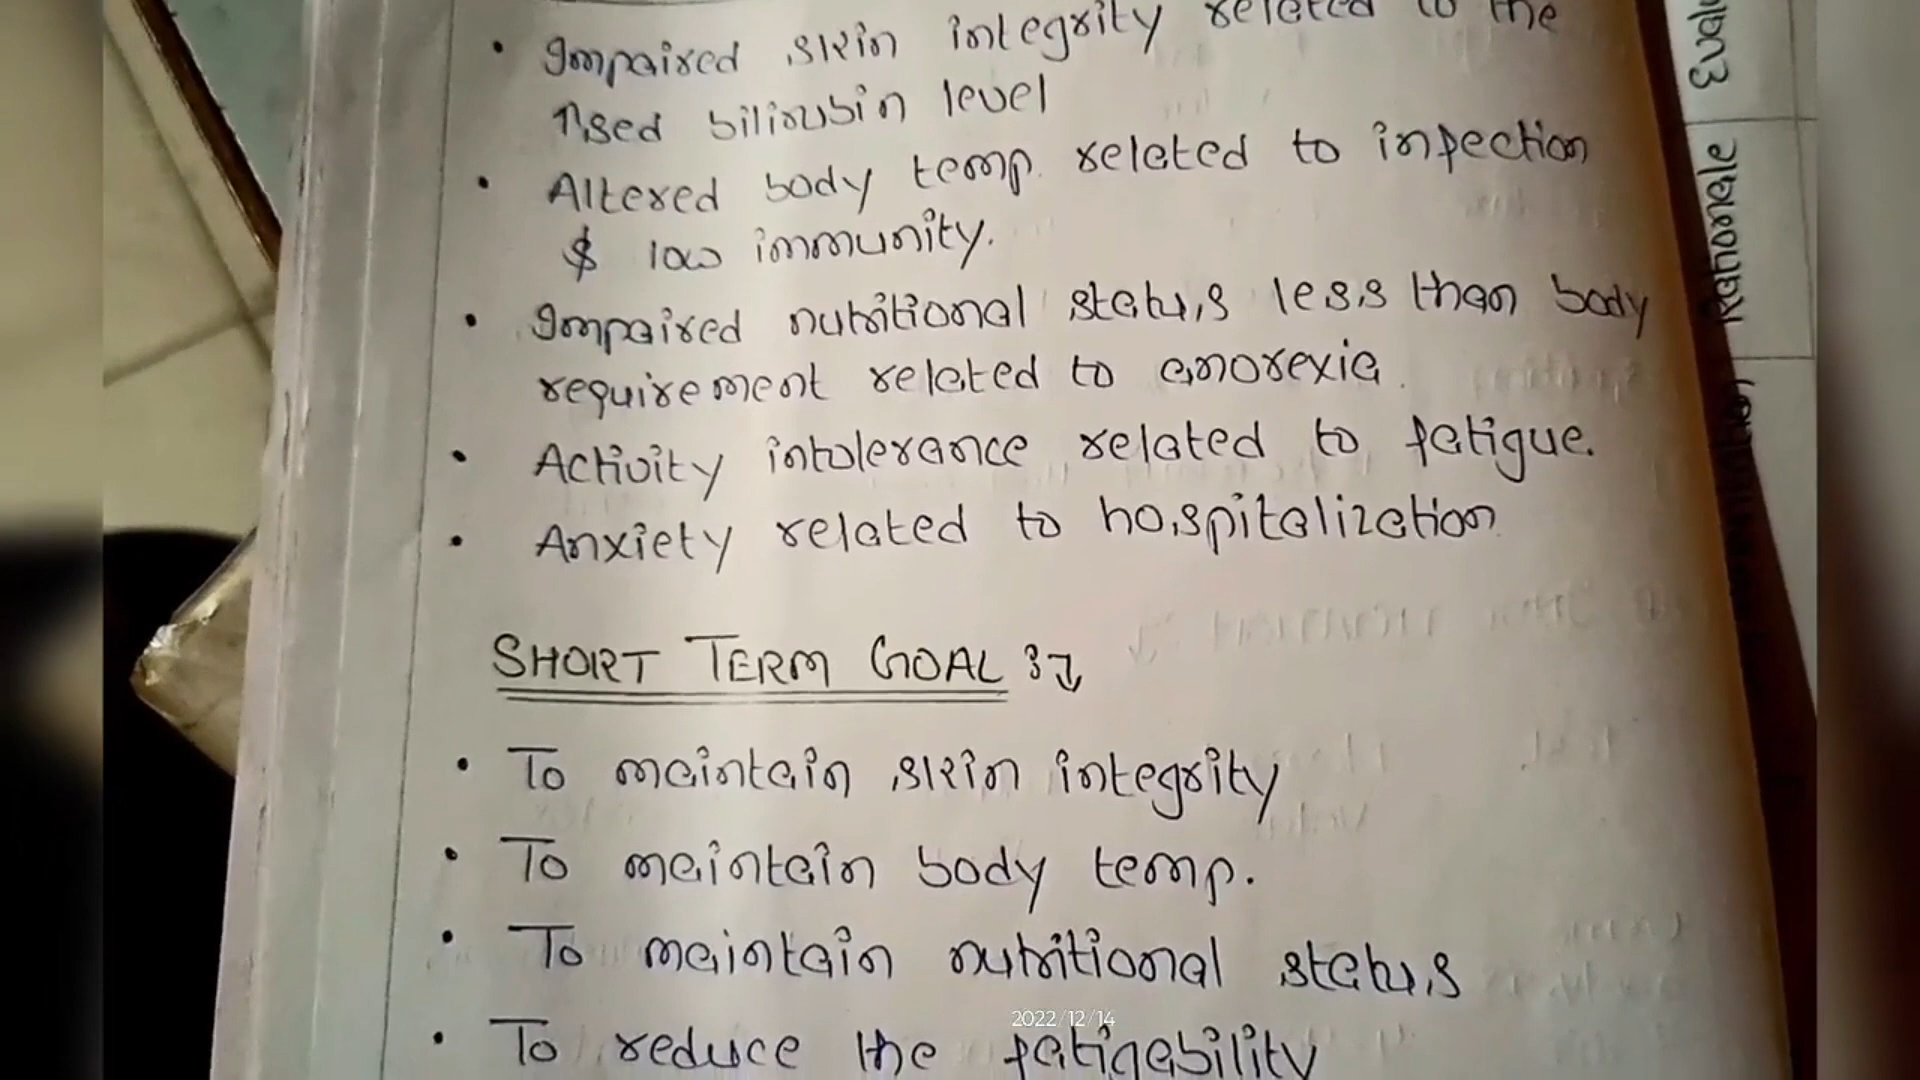 • Impaired skin integrity related to the
↑sed bilirubin level
• Altered body temp. related to infection
$ low immunity.
• Impaired nutritional status less than body
requirement related to anorexia.
• Activity intolerance related to fatigue.
• Anxiety related to hospitalization
SHORT TERM GOAL :↓
• To maintain skin integrity
• To maintain body temp.
• To maintain nutritional status
• To reduce the fatigability
2022/12/14
Rationale